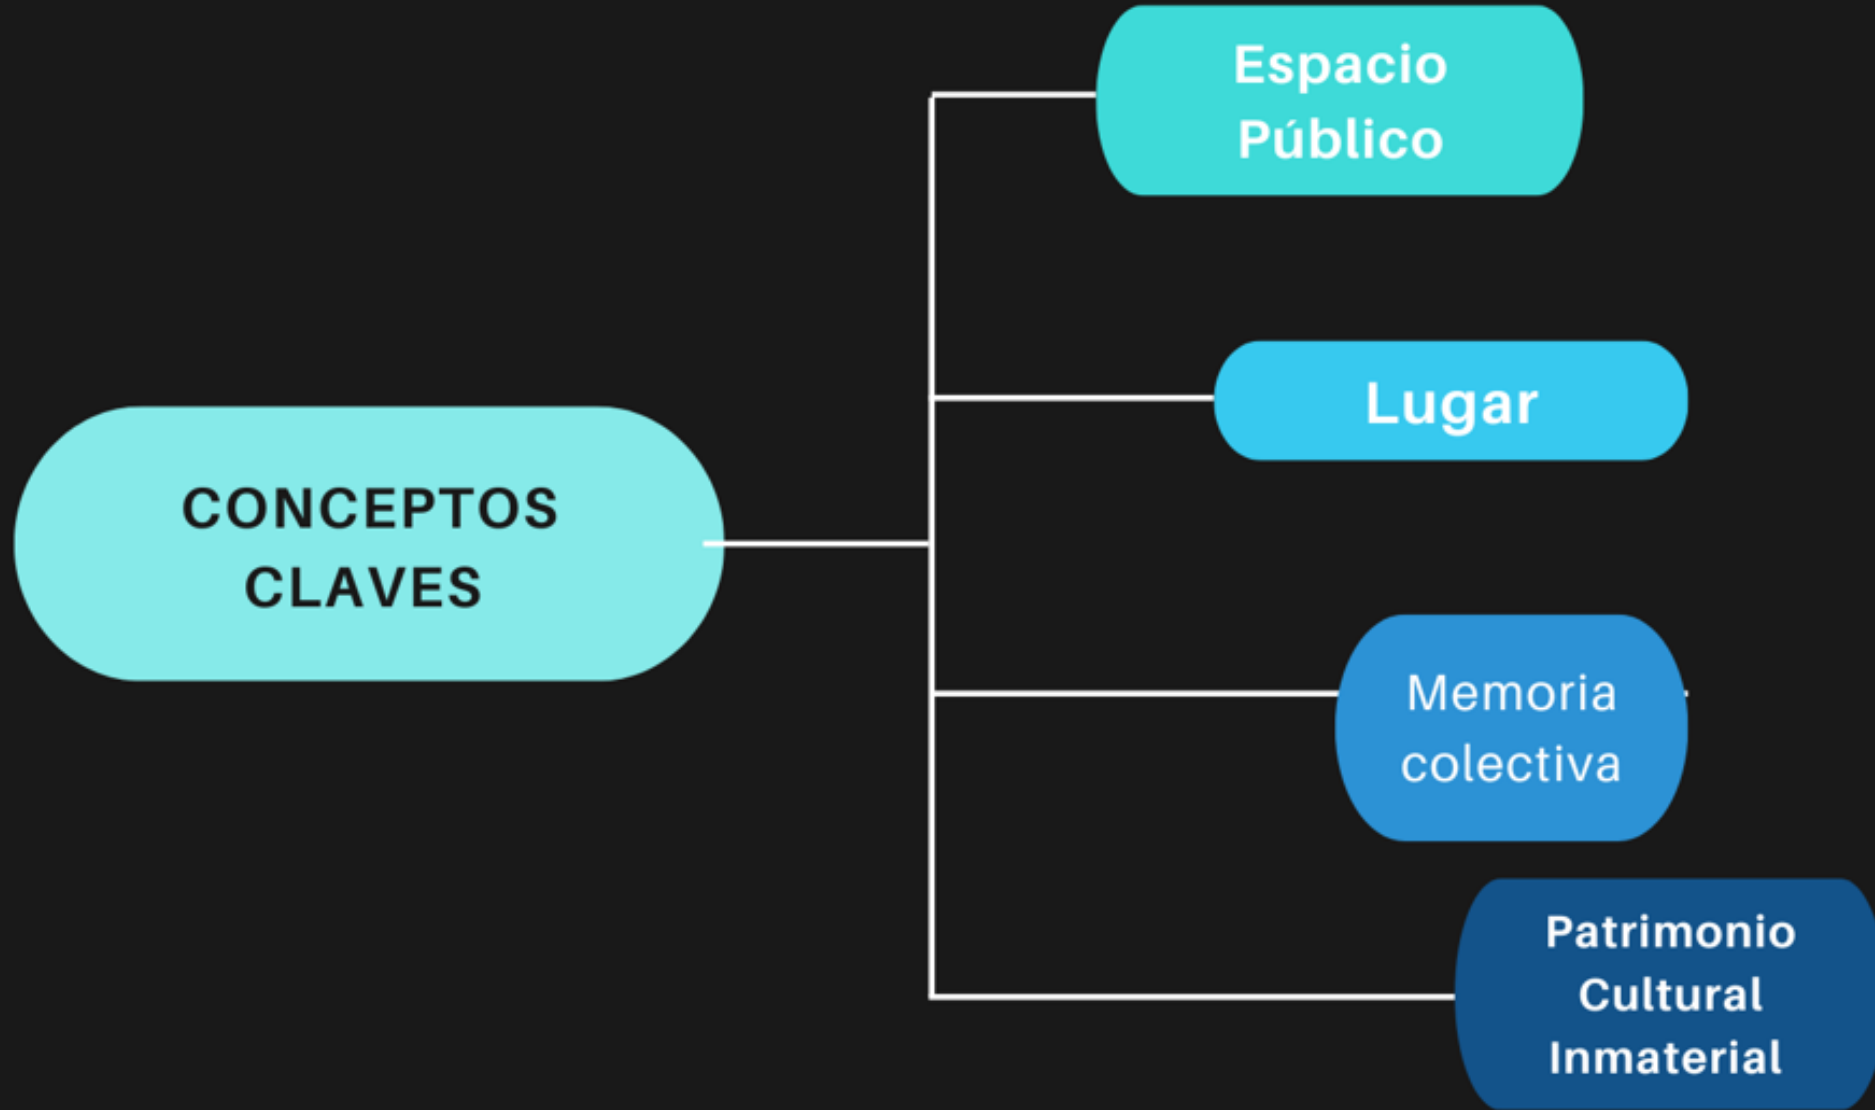 Espacio
Público
Lugar
CONCEPTOS
CLAVES
Memoria
colectiva
Patrimonio
Cultural
Inmaterial